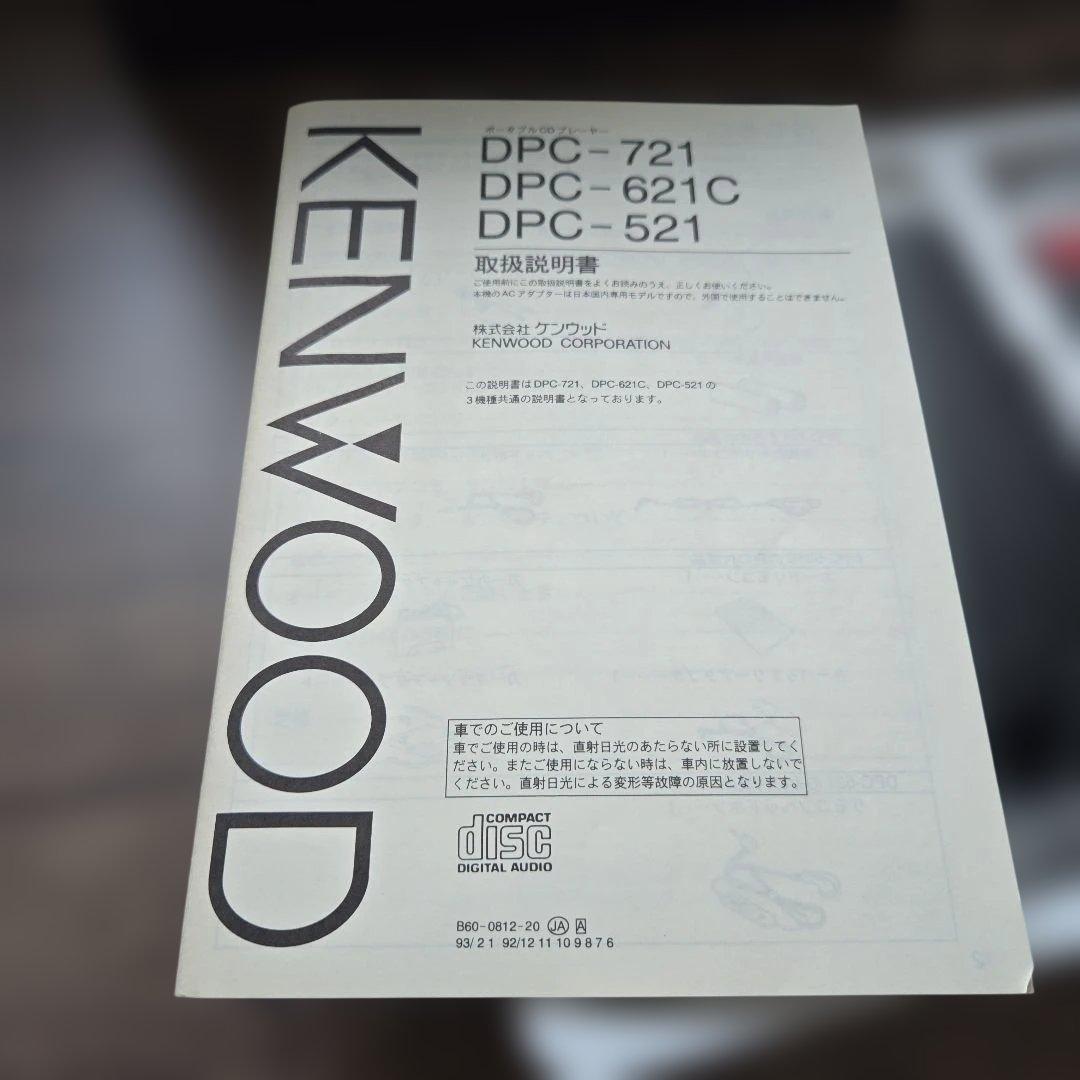 KENWOOD
ポータブルCDプレーヤー
DPC-721
DPC-621C
DPC-521
取扱説明書
ご使用前にこの取扱説明書をよくお読みのうえ、正しくお使いください。
本機のACアダプターは日本国内専用モデルですので、外国で使用することはできません。
株式会社 ケンウッド
KENWOOD CORPORATION
この説明書はDPC-721、DPC-621C、DPC-521の
3機種共通の説明書となっております。
車でのご使用について
車でご使用の時は、直射日光のあたらない所に設置してく
ださい。またご使用にならない時は、車内に放置しないで
ください。直射日光による変形等故障の原因となります。
COMPACT
disc
DIGITAL AUDIO
B60-0812-20 JA A
93/ 2 1 92/12 11 10 9 8 7 6